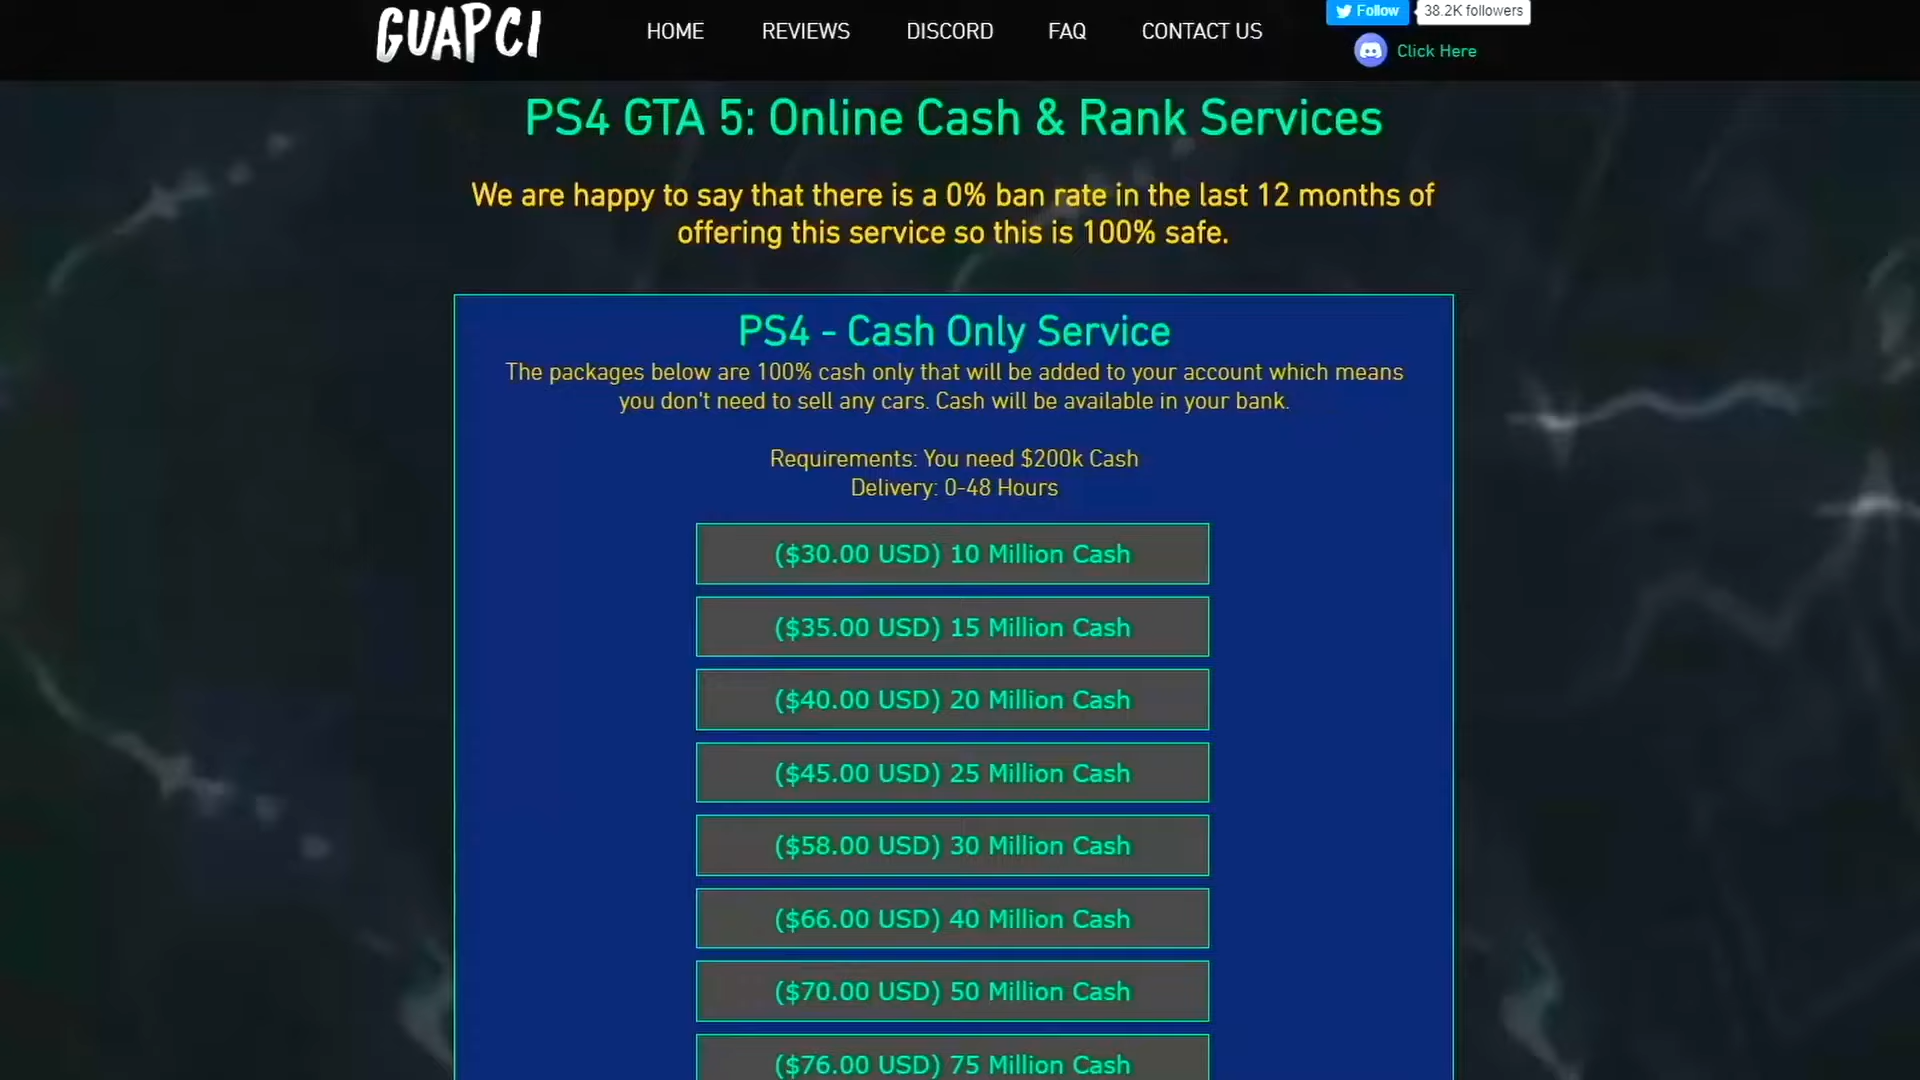 GUAPCI
HOME
REVIEWS
DISCORD
FAQ
CONTACT US
Follow
38.2K followers
Click Here
PS4 GTA 5: Online Cash & Rank Services
We are happy to say that there is a 0% ban rate in the last 12 months of
offering this service so this is 100% safe.
PS4 - Cash Only Service
The packages below are 100% cash only that will be added to your account which means
you don't need to sell any cars. Cash will be available in your bank.
Requirements: You need $200k Cash
Delivery: 0-48 Hours
($30.00 USD) 10 Million Cash
($35.00 USD) 15 Million Cash
($40.00 USD) 20 Million Cash
($45.00 USD) 25 Million Cash
($58.00 USD) 30 Million Cash
($66.00 USD) 40 Million Cash
($70.00 USD) 50 Million Cash
($76.00 USD) 75 Million Cash